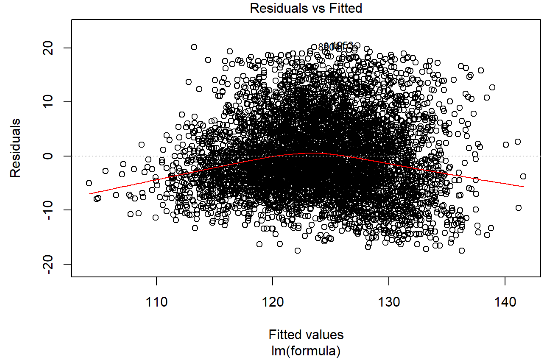 Residuals vs Fitted
20
10
0
-10
-20
Residuals
110
120
130
140
Fitted values
lm(formula)